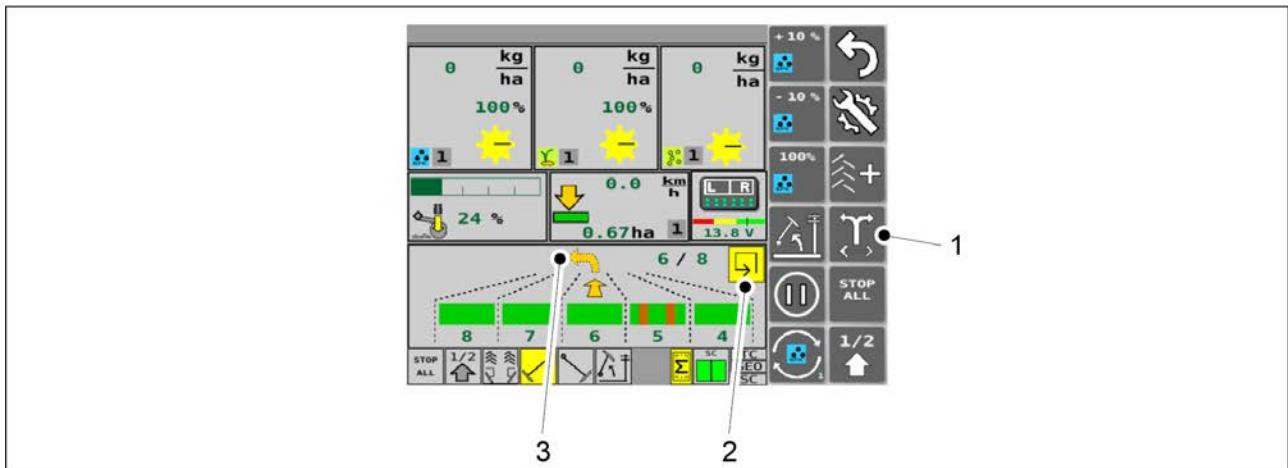 0 kg/ha 0 kg/ha 0 kg/ha
100% 100%
1 1 1
+10 %
- 10 %
100%
24 %
0.0 km/h
0.67ha 1
L R
13.8 V
6 / 8
8 7 6 5 4
STOP ALL
1/2
STOP ALL 1/2 Σ SC TC
GEO
SC
1
1
2
3